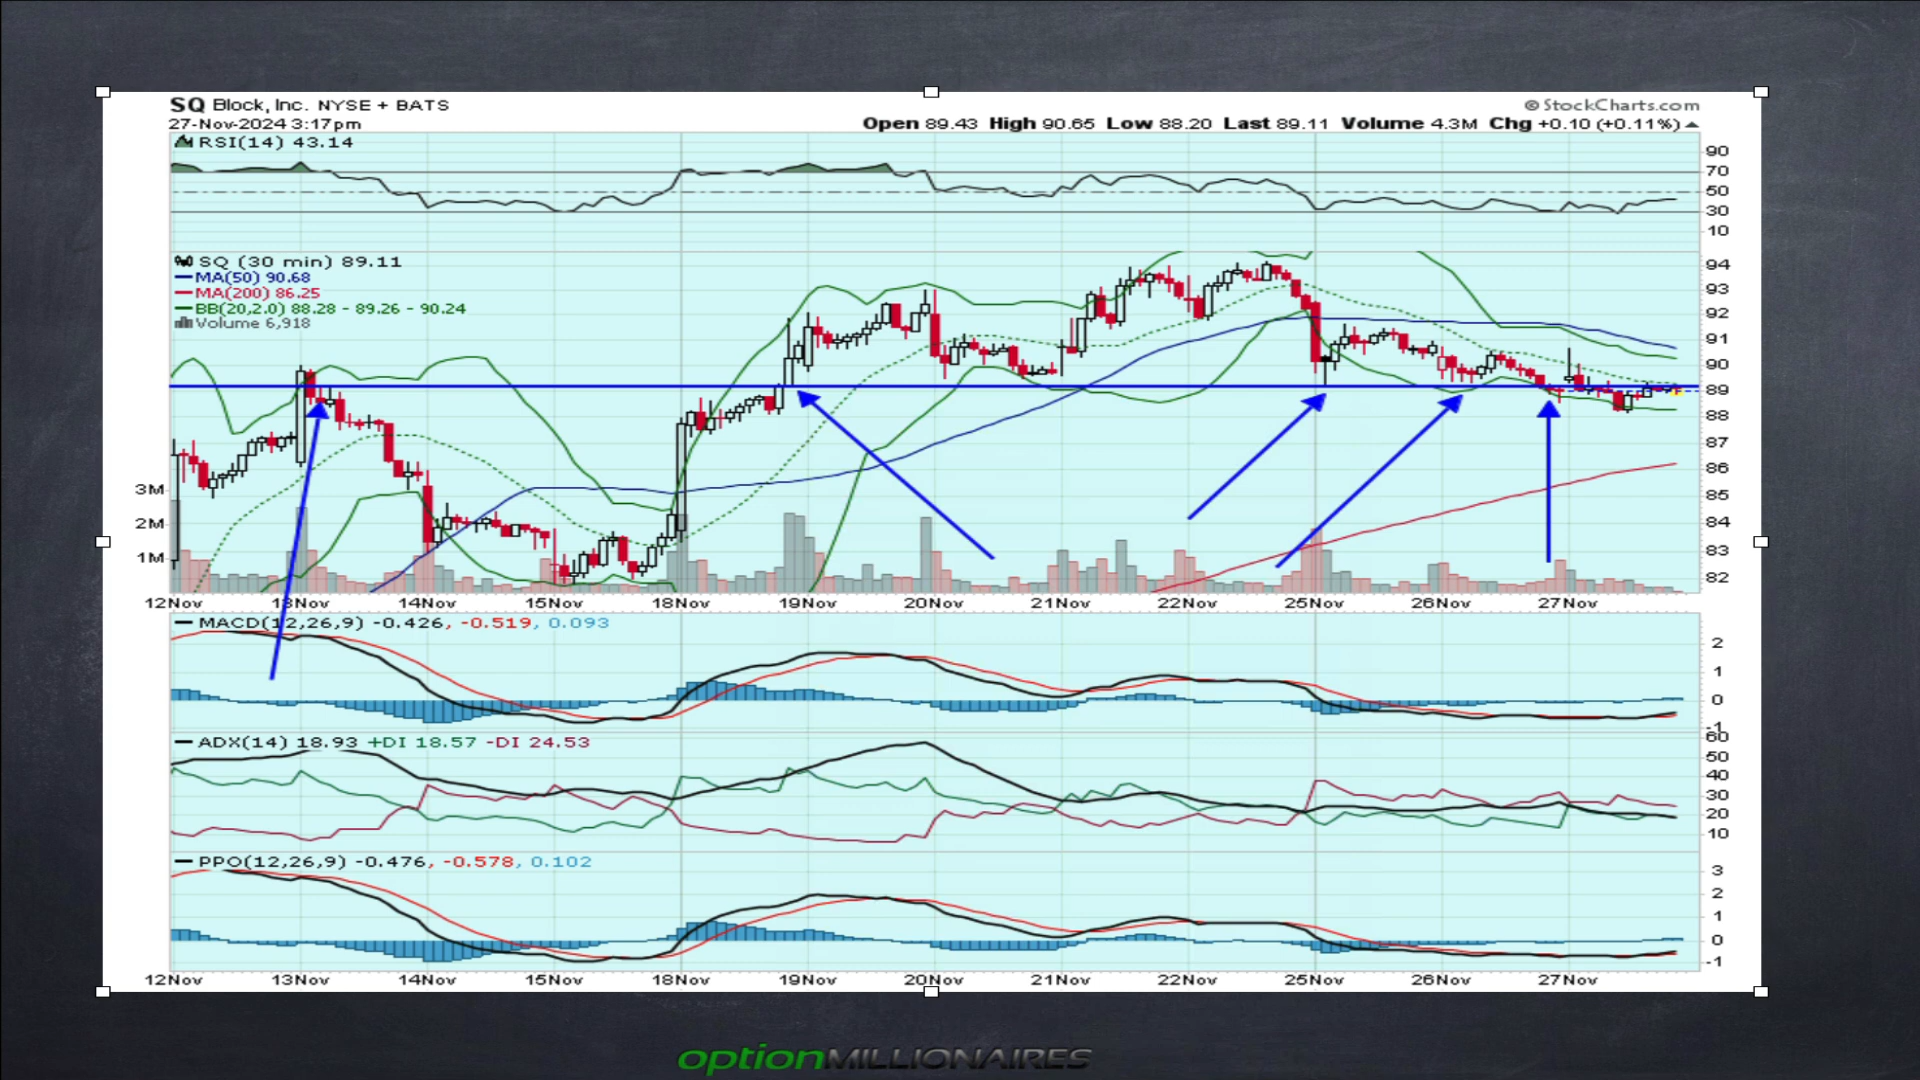 SQ Block, Inc. NYSE + BATS © StockCharts.com
27-Nov-2024 3:17pm Open 89.43 High 90.65 Low 88.20 Last 89.11 Volume 4.3M Chg +0.10 (+0.11%)
RSI(14) 43.14
90
70
50
30
10
SQ (30 min) 89.11
MA(50) 90.68
MA(200) 86.25
BB(20,2.0) 88.28 - 89.26 - 90.24
Volume 6,918
94
93
92
91
90
89
88
87
86
85
84
83
82
3M
2M
1M
12Nov 13Nov 14Nov 15Nov 18Nov 19Nov 20Nov 21Nov 22Nov 25Nov 26Nov 27Nov
MACD(12,26,9) -0.426, -0.519, 0.093
2
1
0
-1
ADX(14) 18.93 +DI 18.57 -DI 24.53
60
50
40
30
20
10
PPO(12,26,9) -0.476, -0.578, 0.102
3
2
1
0
-1
12Nov 13Nov 14Nov 15Nov 18Nov 19Nov 20Nov 21Nov 22Nov 25Nov 26Nov 27Nov
optionMILLIONAIRES